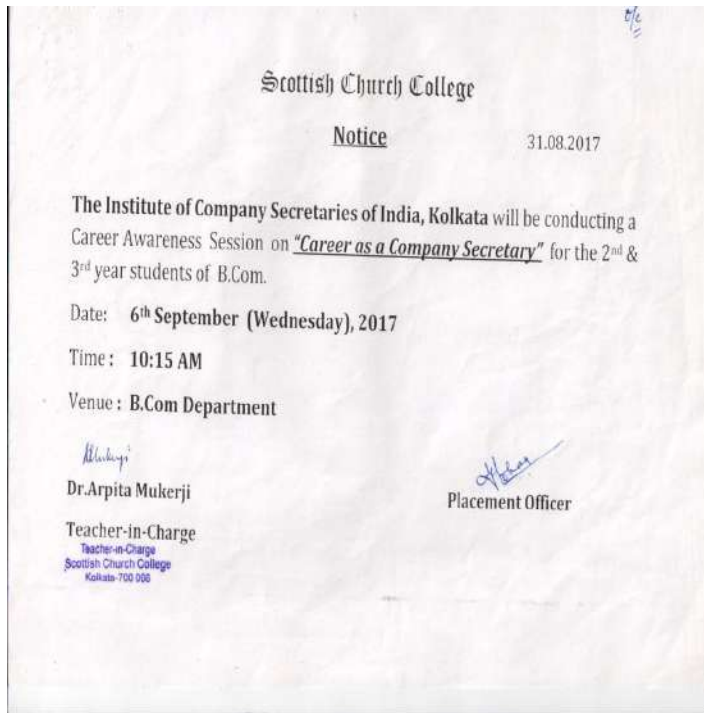 o/c
Scottish Church College
Notice
31.08.2017
The Institute of Company Secretaries of India, Kolkata will be conducting a
Career Awareness Session on "Career as a Company Secretary" for the 2nd &
3rd year students of B.Com.
Date: 6th September (Wednesday), 2017
Time : 10:15 AM
Venue : B.Com Department
Dr.Arpita Mukerji
Placement Officer
Teacher-in-Charge
Teacher-in-Charge
Scottish Church College
Kolkata-700 006